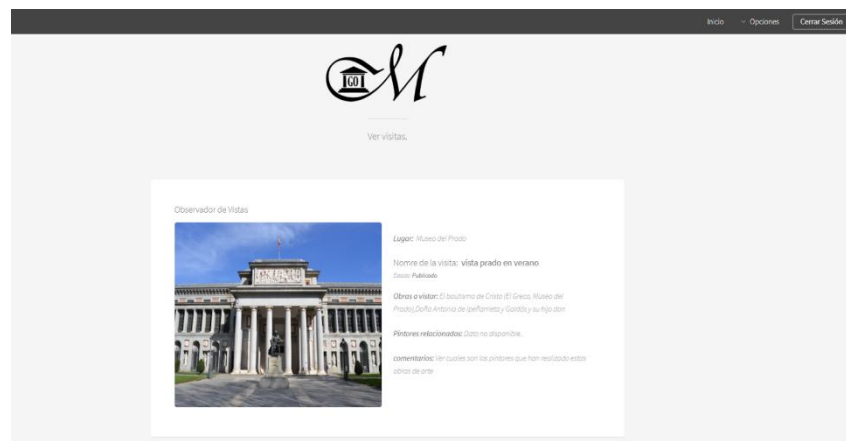 Inicio
Opciones
Cerrar Sesión
GO
M
Ver visitas.
Observador de Vistas
Lugar: Museo del Prado
Nomre de la visita: vista prado en verano
Estado: Publicado
Obras a vistar: El bautismo de Cristo (El Greco, Museo del
Prado),Doña Antonia de Ipeñarrieta y Galdós y su hijo don
Pintores relacionados: Dato no disponible.
comentarios: Ver cuales son los pintores que han realizado estas
obras de arte